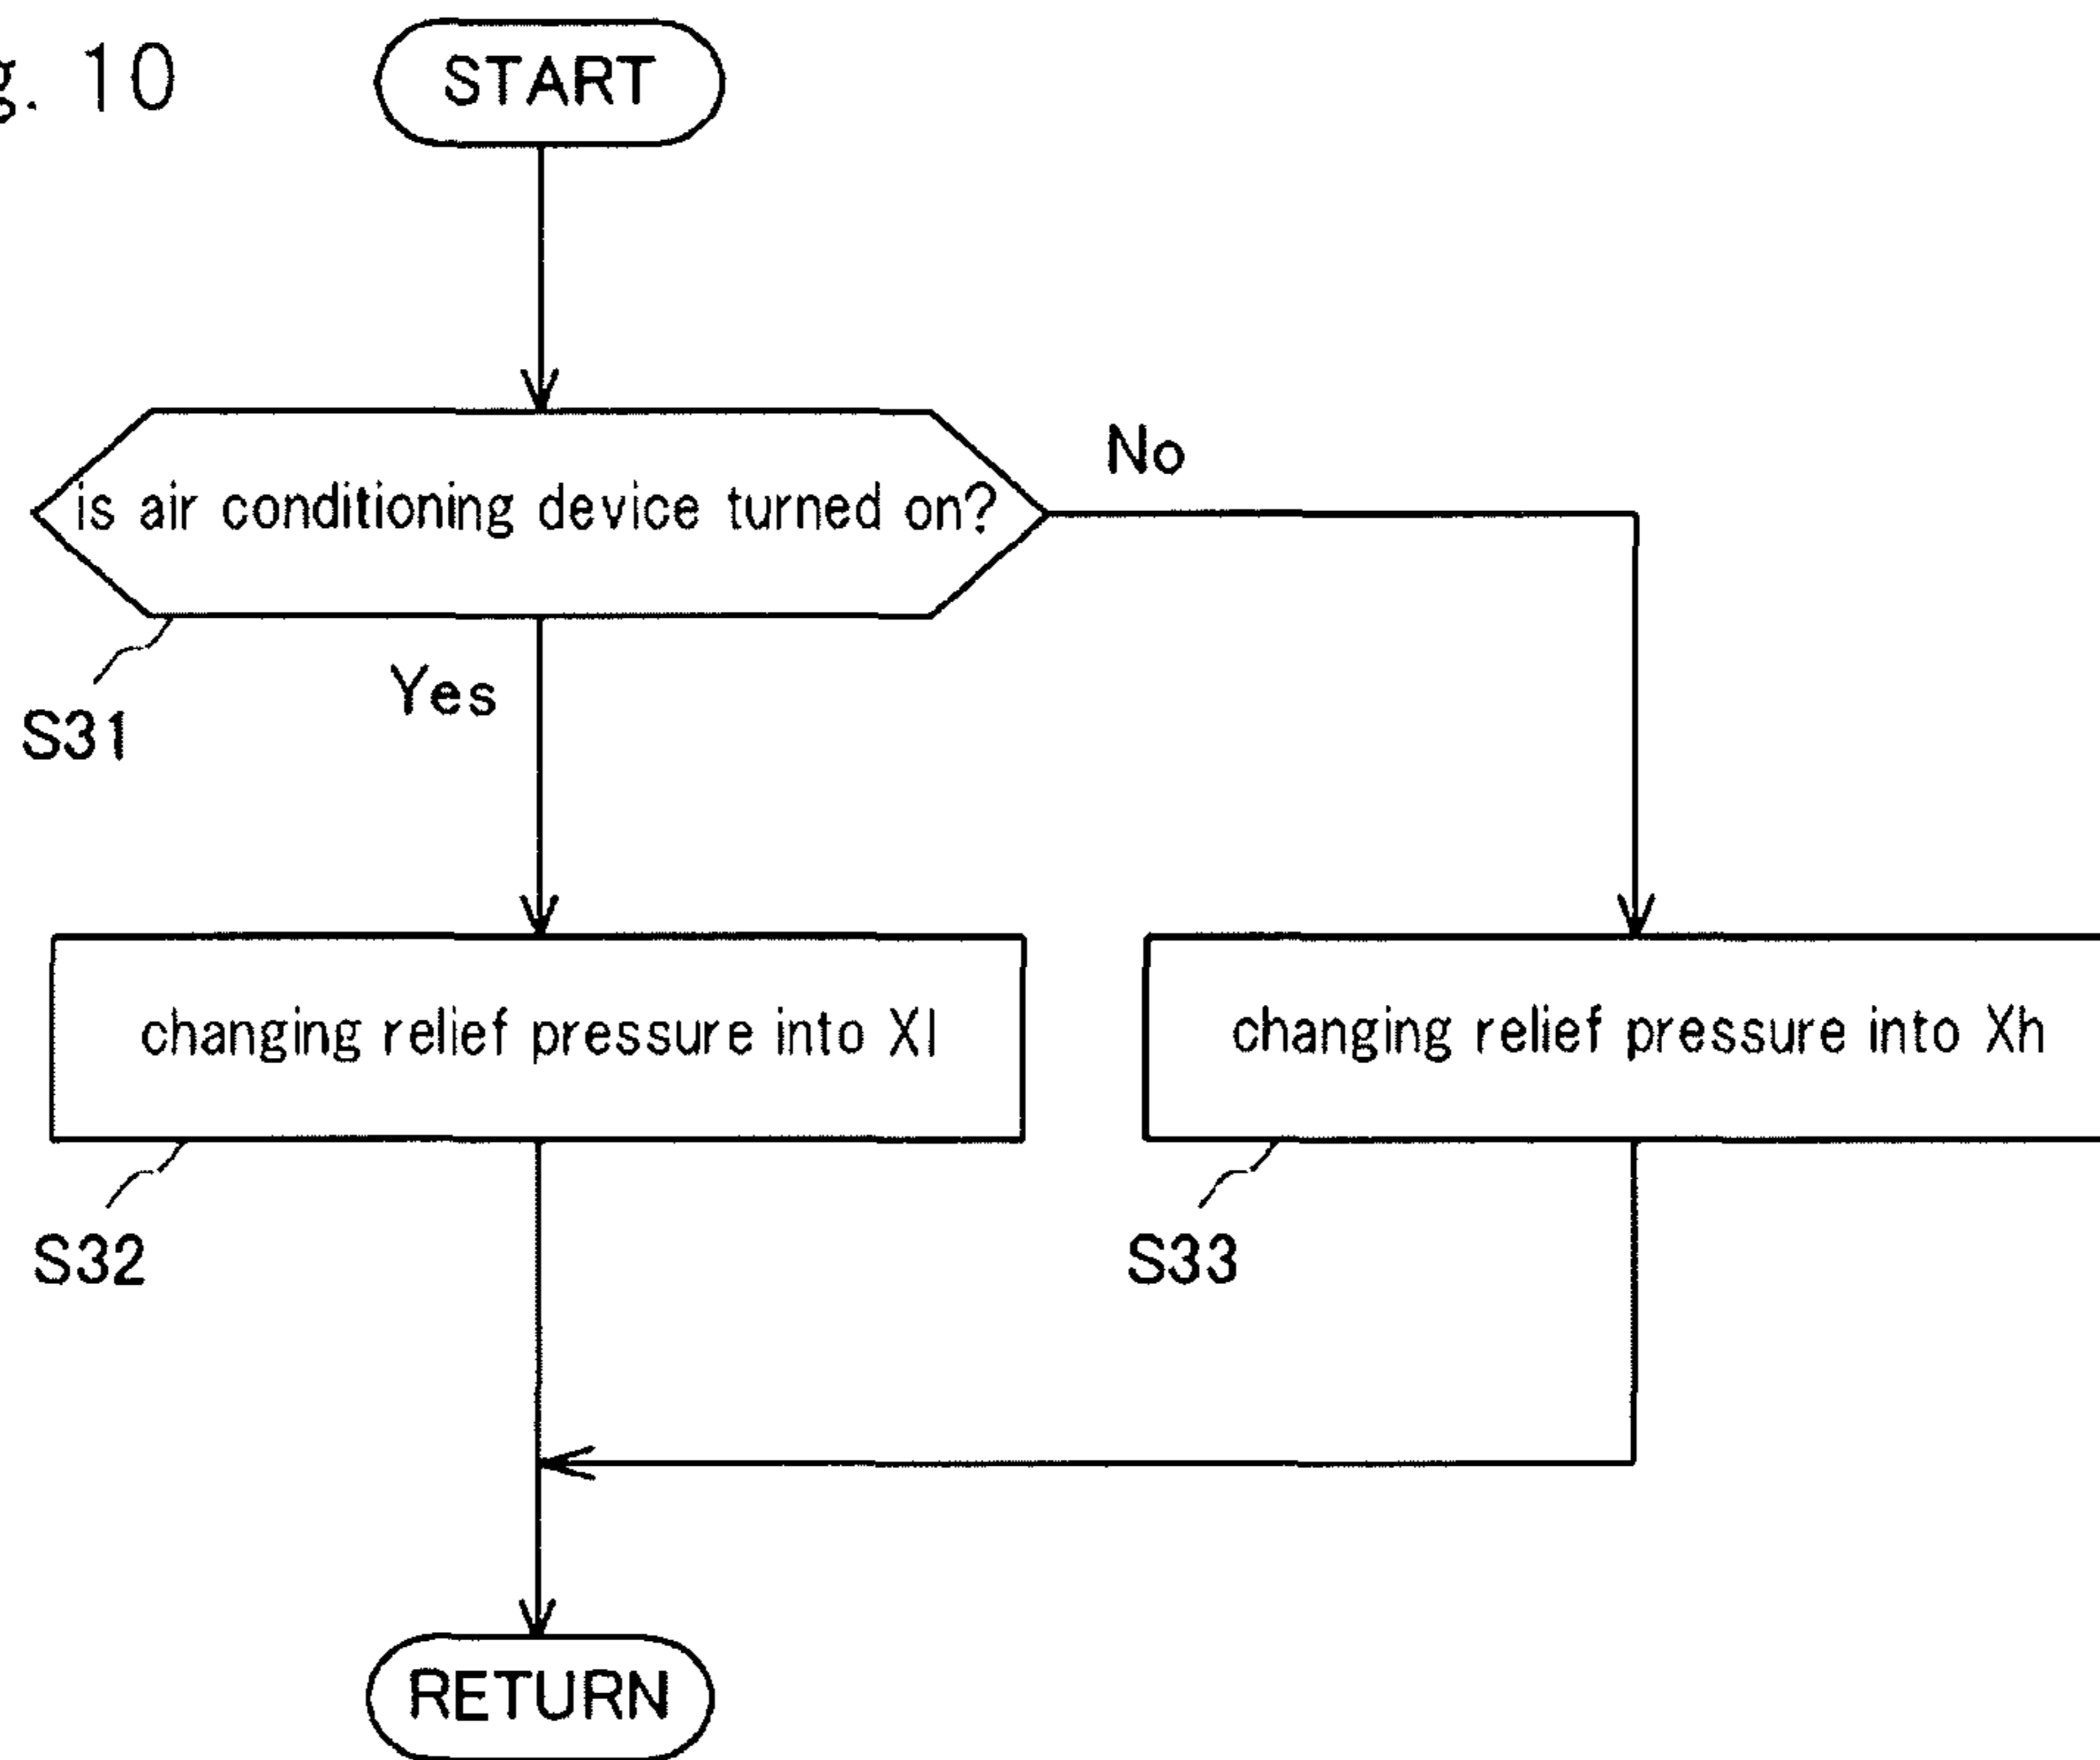 g. 10
START
is air conditioning device turned on?
No
Yes
S31
changing relief pressure into Xl
changing relief pressure into Xh
S32
S33
RETURN